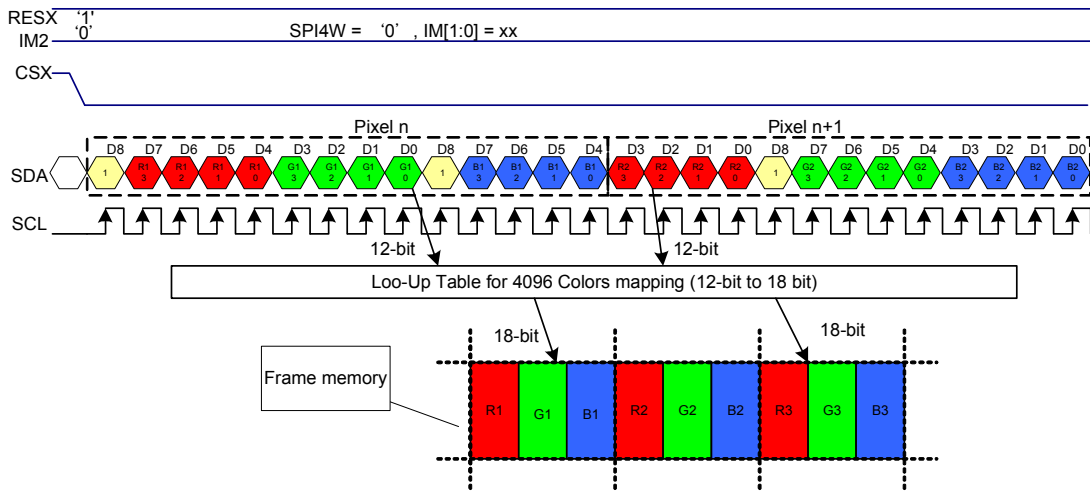 RESX ‘1'
IM2 ‘0’
SPI4W = ‘0’ , IM[1:0] = xx
CSX
Pixel n Pixel n+1
D8 D7 D6 D5 D4 D3 D2 D1 D0 D8 D7 D6 D5 D4 D3 D2 D1 D0 D8 D7 D6 D5 D4 D3 D2 D1 D0
SDA 1 R1 3 R1 2 R1 1 R1 0 G1 3 G1 2 G1 1 G1 0 1 B1 3 B1 2 B1 1 B1 0 R2 3 R2 2 R2 1 R2 0 1 G2 3 G2 2 G2 1 G2 0 B2 3 B2 2 B2 1 B2 0
SCL
12-bit 12-bit
Loo-Up Table for 4096 Colors mapping (12-bit to 18 bit)
18-bit 18-bit
Frame memory
R1 G1 B1 R2 G2 B2 R3 G3 B3